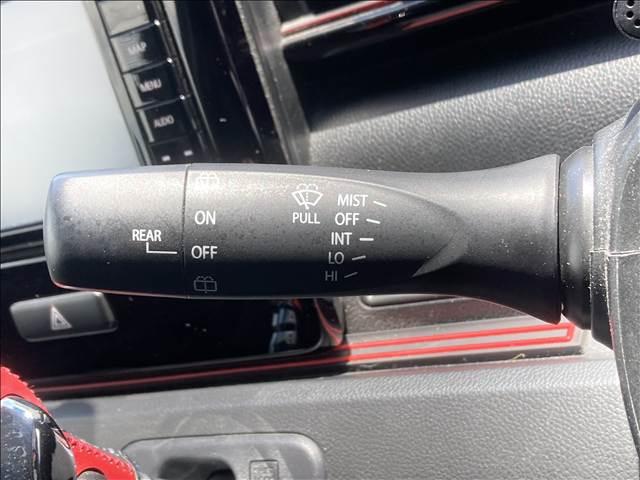 MAP
MENU
AUDIO
REAR
ON
OFF
PULL
MIST
OFF
INT
LO
HI